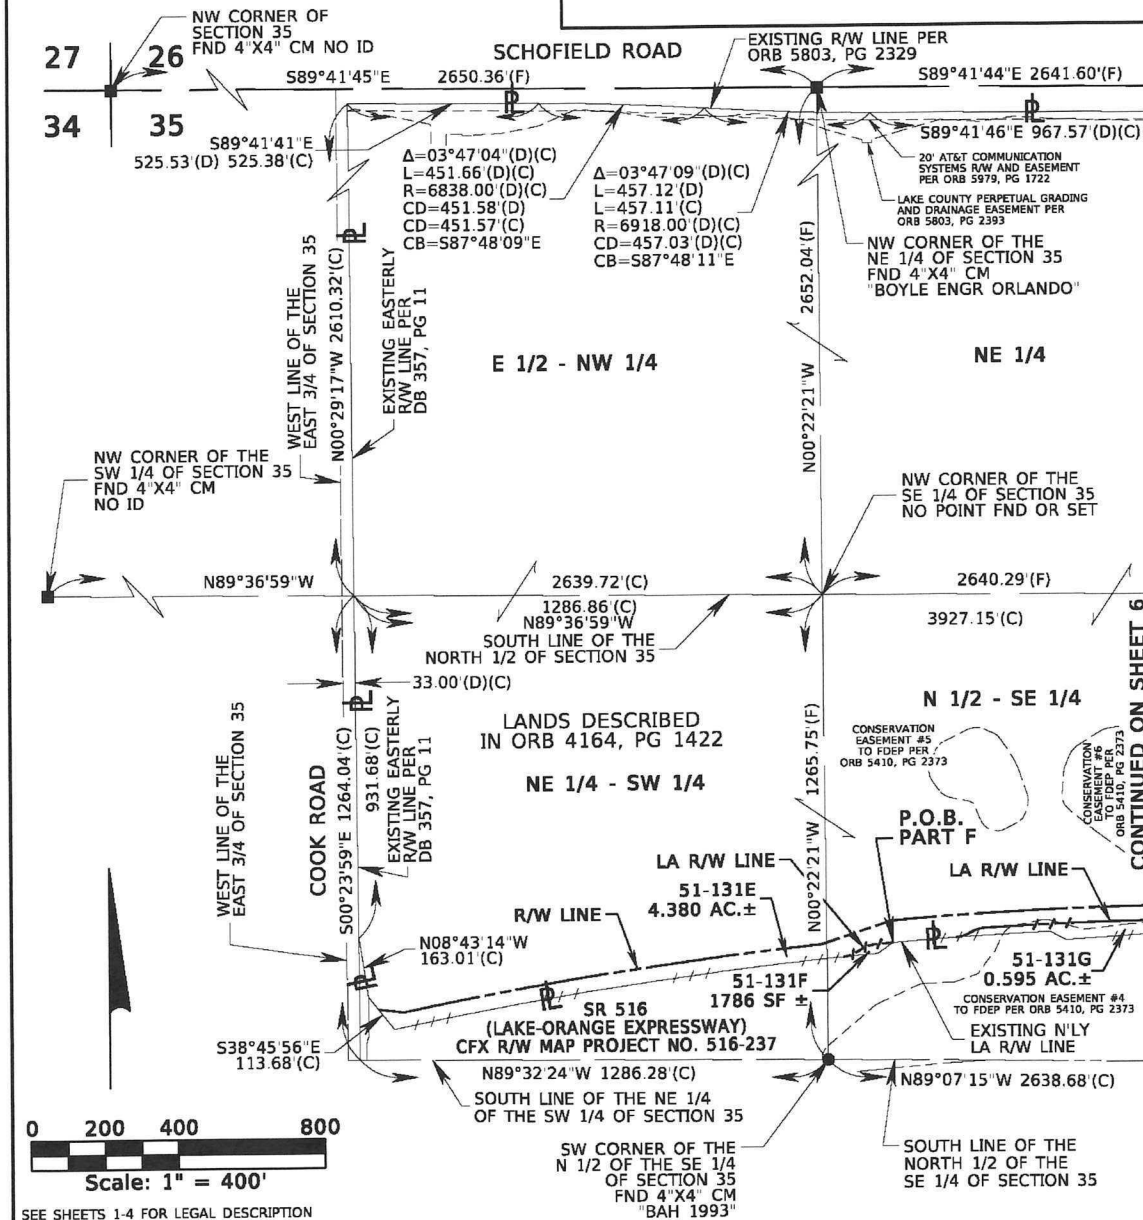 NW CORNER OF
SECTION 35
FND 4"X4" CM NO ID
27
26
34
35
SCHOFIELD ROAD
EXISTING R/W LINE PER
ORB 5803, PG 2329
S89°41'45"E
2650.36'(F)
S89°41'44"E 2641.60'(F)
S89°41'41"E
525.53'(D) 525.38'(C)
S89°41'46"E 967.57'(D)(C)
Δ=03°47'04"(D)(C)
L=451.66'(D)(C)
R=6838.00'(D)(C)
CD=451.58'(D)
CD=451.57'(C)
CB=S87°48'09"E
Δ=03°47'09"(D)(C)
L=457.12'(D)
L=457.11'(C)
R=6918.00'(D)(C)
CD=457.03'(D)(C)
CB=S87°48'11"E
20' AT&T COMMUNICATION
SYSTEMS R/W AND EASEMENT
PER ORB 5979, PG 1722
LAKE COUNTY PERPETUAL GRADING
AND DRAINAGE EASEMENT PER
ORB 5803, PG 2393
NW CORNER OF THE
NE 1/4 OF SECTION 35
FND 4"X4" CM
"BOYLE ENGR ORLANDO"
WEST LINE OF THE
EAST 3/4 OF SECTION 35
N00°29'17"W 2610.32'(C)
EXISTING EASTERLY
R/W LINE PER
DB 357, PG 11
N00°22'21"W 2652.04'(F)
E 1/2 - NW 1/4
NE 1/4
NW CORNER OF THE
SW 1/4 OF SECTION 35
FND 4"X4" CM
NO ID
NW CORNER OF THE
SE 1/4 OF SECTION 35
NO POINT FND OR SET
N89°36'59"W
2639.72'(C)
2640.29'(F)
1286.86'(C)
N89°36'59"W
3927.15'(C)
SOUTH LINE OF THE
NORTH 1/2 OF SECTION 35
33.00'(D)(C)
WEST LINE OF THE
EAST 3/4 OF SECTION 35
COOK ROAD
S00°23'59"E 1264.04'(C)
931.68'(C)
EXISTING EASTERLY
R/W LINE PER
DB 357, PG 11
LANDS DESCRIBED
IN ORB 4164, PG 1422
NE 1/4 - SW 1/4
N00°22'21"W 1265.75'(F)
N 1/2 - SE 1/4
CONSERVATION
EASEMENT #5
TO FDEP PER
ORB 5410, PG 2373
CONSERVATION
EASEMENT #6
TO FDEP PER
ORB 5410, PG 2373
CONTINUED ON SHEET 6
P.O.B.
PART F
LA R/W LINE
LA R/W LINE
51-131E
4.380 AC.±
R/W LINE
N08°43'14"W
163.01'(C)
51-131F
1786 SF ±
51-131G
0.595 AC.±
CONSERVATION EASEMENT #4
TO FDEP PER ORB 5410, PG 2373
EXISTING N'LY
LA R/W LINE
SR 516
(LAKE-ORANGE EXPRESSWAY)
CFX R/W MAP PROJECT NO. 516-237
S38°45'56"E
113.68'(C)
N89°32'24"W 1286.28'(C)
N89°07'15"W 2638.68'(C)
SOUTH LINE OF THE NE 1/4
OF THE SW 1/4 OF SECTION 35
SW CORNER OF THE
N 1/2 OF THE SE 1/4
OF SECTION 35
FND 4"X4" CM
"BAH 1993"
SOUTH LINE OF THE
NORTH 1/2 OF THE
SE 1/4 OF SECTION 35
0 200 400 800
Scale: 1" = 400'
SEE SHEETS 1-4 FOR LEGAL DESCRIPTION